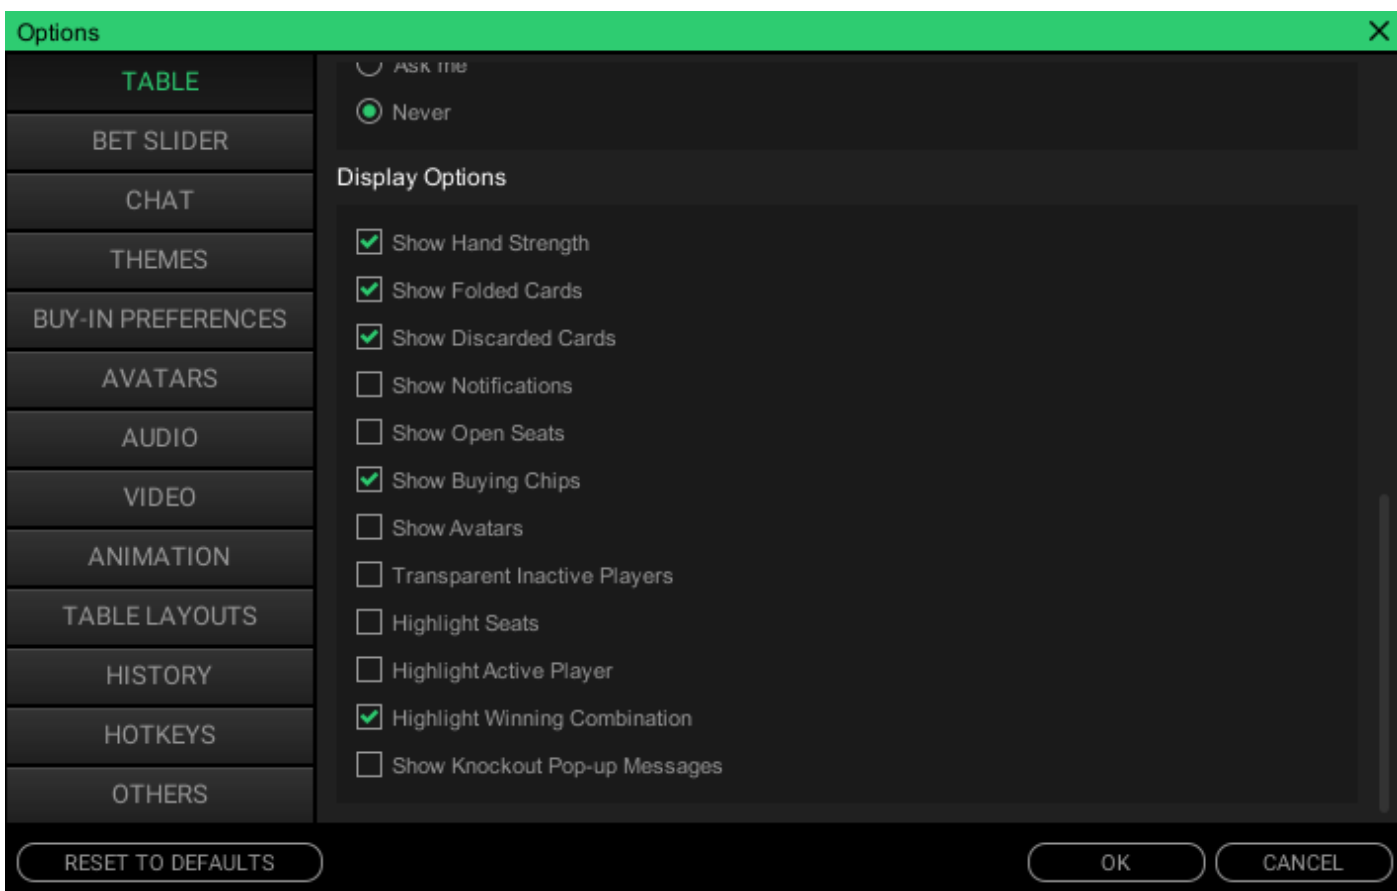 Options
TABLE
BET SLIDER
CHAT
THEMES
BUY-IN PREFERENCES
AVATARS
AUDIO
VIDEO
ANIMATION
TABLE LAYOUTS
HISTORY
HOTKEYS
OTHERS
Ask me
Never
Display Options
Show Hand Strength
Show Folded Cards
Show Discarded Cards
Show Notifications
Show Open Seats
Show Buying Chips
Show Avatars
Transparent Inactive Players
Highlight Seats
Highlight Active Player
Highlight Winning Combination
Show Knockout Pop-up Messages
RESET TO DEFAULTS
OK
CANCEL